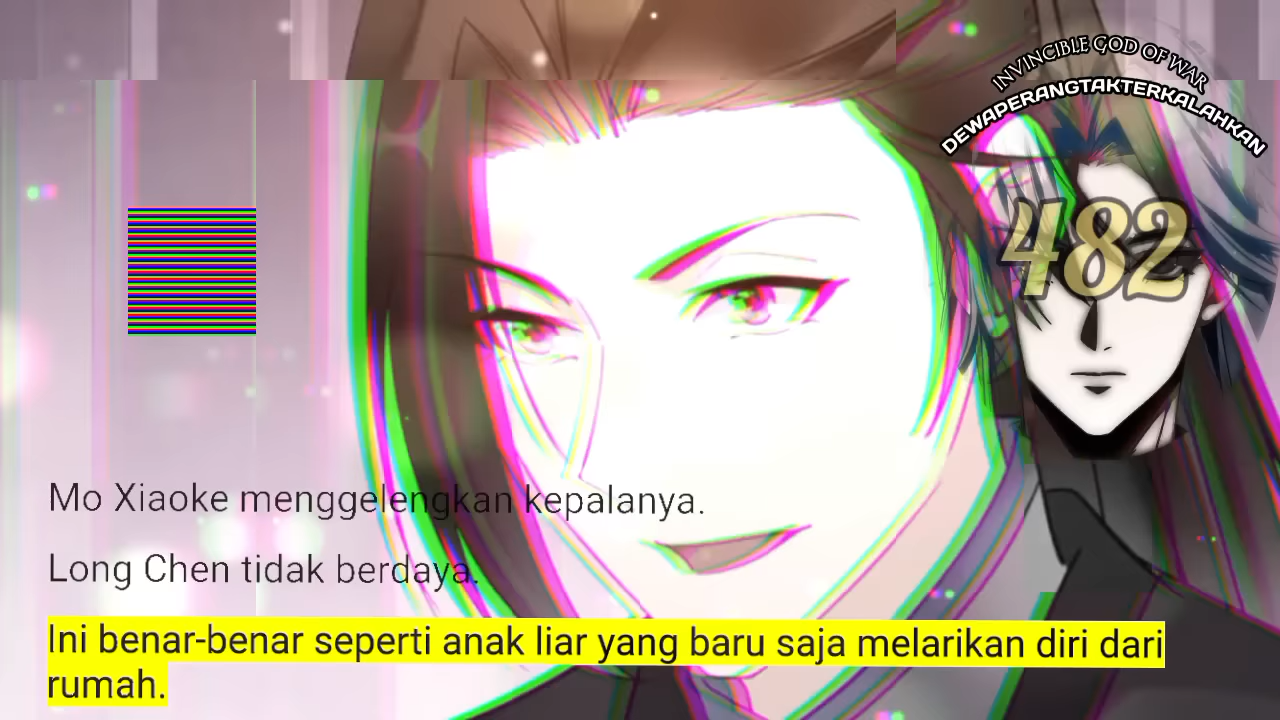 INVINCIBLE GOD OF WAR
DEWAPERANGTAKTERKALAHKAN
482
Mo Xiaoke menggelengkan kepalanya.
Long Chen tidak berdaya.
Ini benar-benar seperti anak liar yang baru saja melarikan diri dari
rumah.